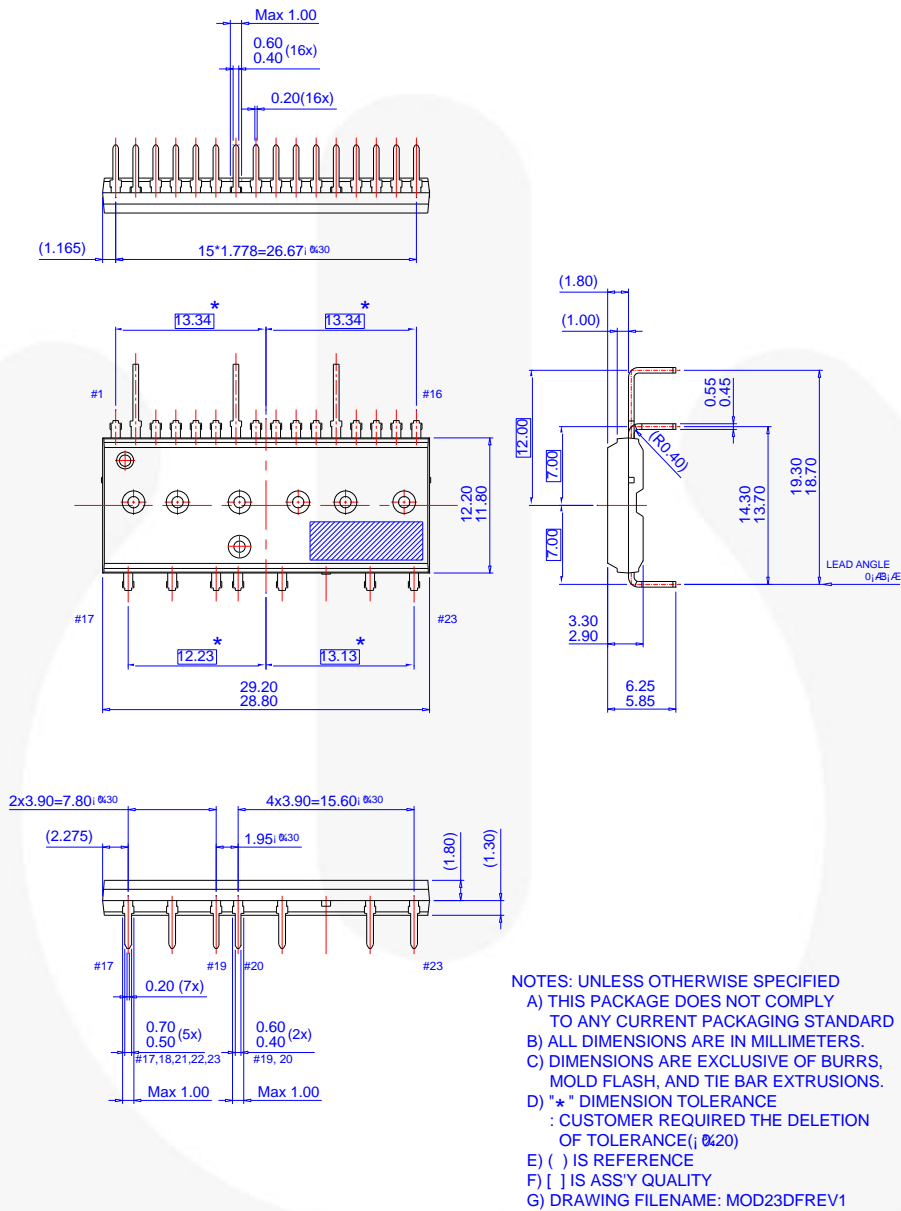 Max 1.00
0.60
0.40 (16x)
0.20(16x)
(1.165)
15*1.778=26.67¡
* *
13.34 13.34
#1 #16
12.20
11.80
#17 #23
* *
12.23 13.13
29.20
28.80
(1.80)
(1.00)
0.55
0.45
(R0.40)
12.00
7.00
7.00
14.30
13.70
19.30
18.70
LEAD ANGLE
3.30
2.90
6.25
5.85
2x3.90=7.80¡
4x3.90=15.60¡
(2.275)
1.95¡
(1.80)
(1.30)
#17 #19 #20 #23
0.20 (7x)
0.70
0.50 (5x)
#17,18,21,22,23
0.60
0.40 (2x)
#19, 20
Max 1.00 Max 1.00
NOTES: UNLESS OTHERWISE SPECIFIED
A) THIS PACKAGE DOES NOT COMPLY
TO ANY CURRENT PACKAGING STANDARD
B) ALL DIMENSIONS ARE IN MILLIMETERS.
C) DIMENSIONS ARE EXCLUSIVE OF BURRS,
MOLD FLASH, AND TIE BAR EXTRUSIONS.
D) "*" DIMENSION TOLERANCE
: CUSTOMER REQUIRED THE DELETION
OF TOLERANCE(¡
E) ( ) IS REFERENCE
F) [ ] IS ASS'Y QUALITY
G) DRAWING FILENAME: MOD23DFREV1